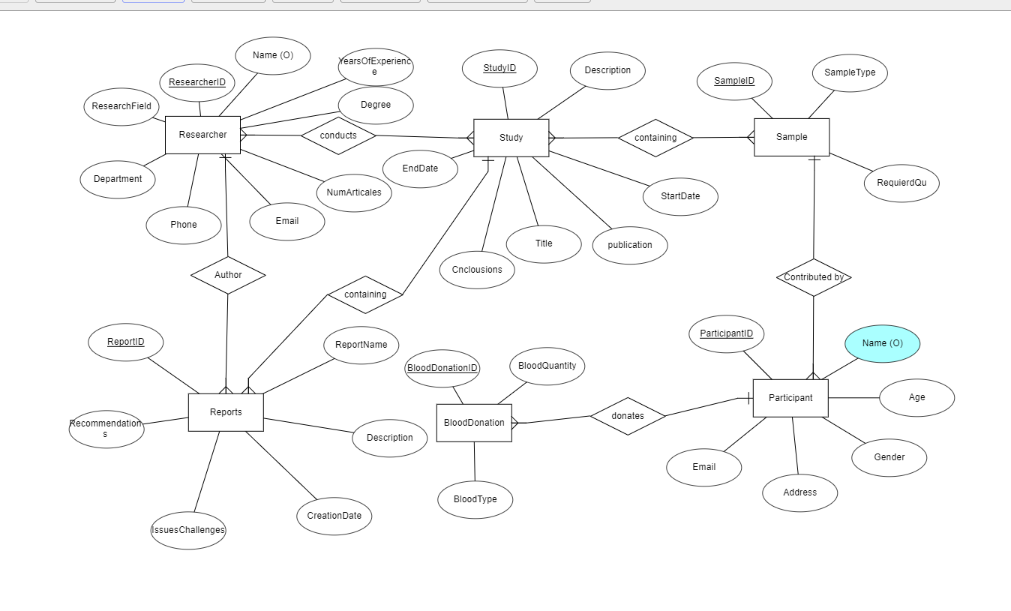 Name (O)
YearsOfExperienc
e
StudyID
Description
ResearcherID
SampleID
SampleType
ResearchField
Degree
Researcher
conducts
Study
containing
Sample
Department
EndDate
NumArticales
StartDate
RequierdQu
Phone
Email
Title
publication
Cnclousions
Author
containing
Contributed by
ReportID
ReportName
ParticipantID
Name (O)
BloodDonationID
BloodQuantity
Reports
BloodDonation
donates
Participant
Age
Recommendation
s
Description
Email
Gender
Address
BloodType
IssuesChallenges
CreationDate